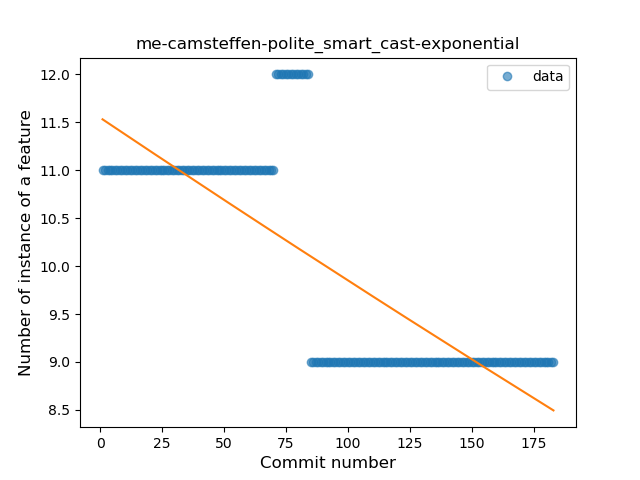 me-camsteffen-polite_smart_cast-exponential
data
Number of instance of a feature
12.0
11.5
11.0
10.5
10.0
9.5
9.0
8.5
0 25 50 75 100 125 150 175
Commit number